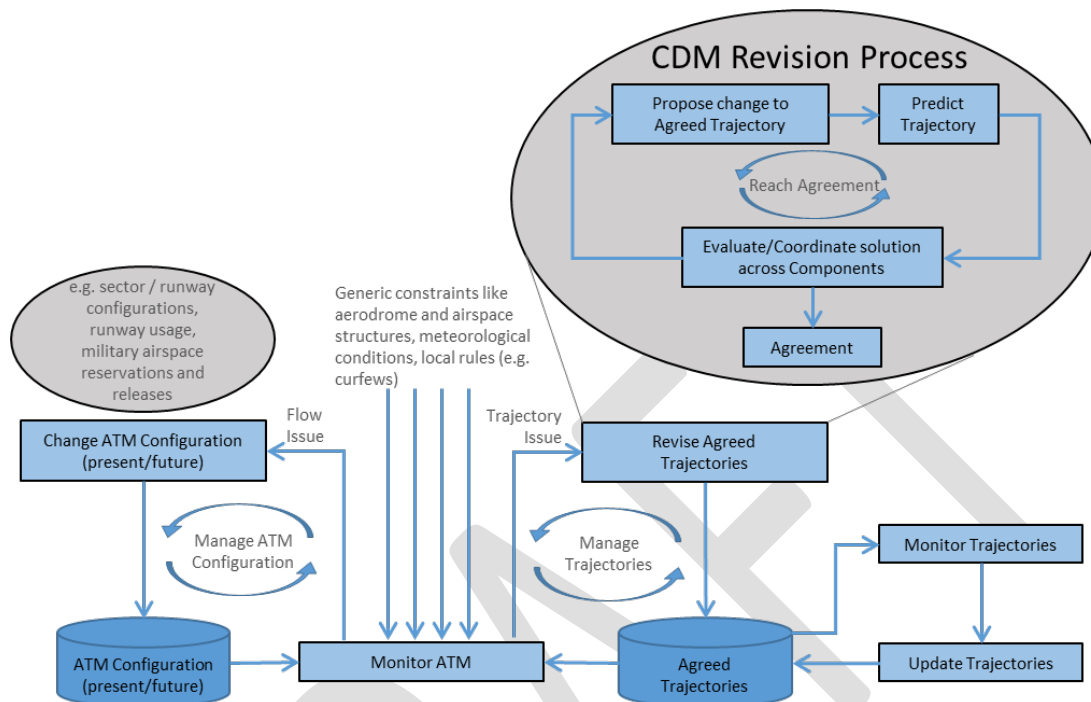 CDM Revision Process
Propose change to
Agreed Trajectory
Predict
Trajectory
Reach Agreement
Evaluate/Coordinate solution
across Components
Agreement
e.g. sector / runway
configurations,
runway usage,
military airspace
reservations and
releases
Generic constraints like
aerodrome and airspace
structures, meteorological
conditions, local rules (e.g.
curfews)
Flow
Issue
Trajectory
Issue
Change ATM Configuration
(present/future)
Revise Agreed
Trajectories
Manage ATM
Configuration
Manage
Trajectories
Monitor Trajectories
ATM Configuration
(present/future)
Monitor ATM
Agreed
Trajectories
Update Trajectories